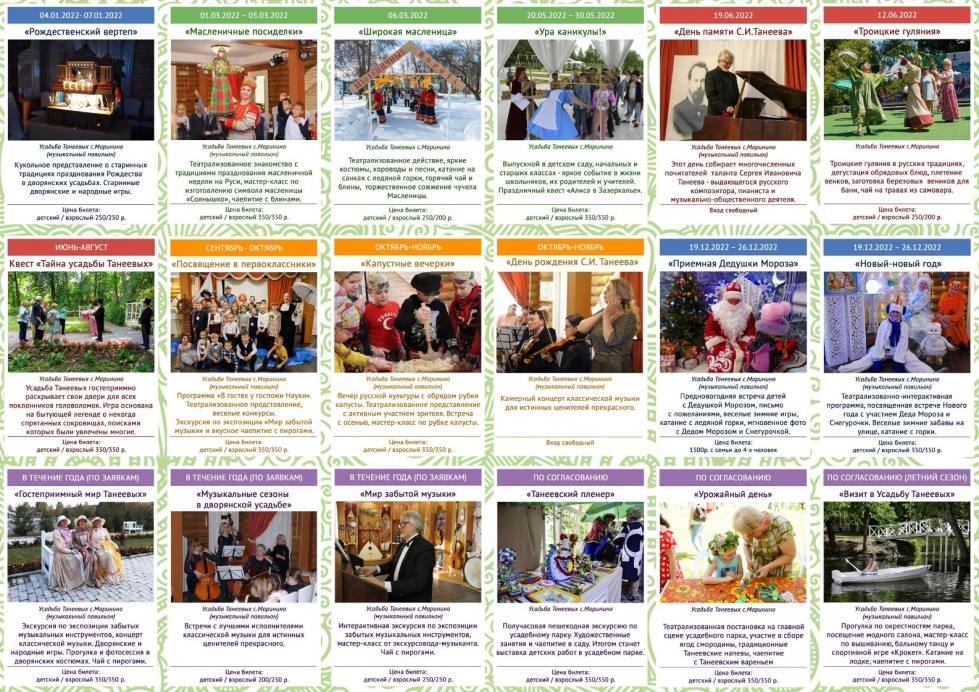 04.01.2022- 07.01.2022
«Рождественский вертеп»
Усадьба Танеевых с.Маринино
(музыкальный павильон)
Кукольное представление о старинных
традициях празднования Рождества
в дворянских усадьбах. Старинные
дворянские и народные игры.
Цена билета:
детский / взрослый 250/250 р.
01.03.2022 – 05.03.2022
«Масленичные посиделки»
Усадьба Танеевых с.Маринино
(музыкальный павильон)
Театрализованное знакомство с
традициями празднования масленичной
недели на Руси, мастер-класс по
изготовлению символа масленицы
«Солнышко», чаепитие с блинами.
Цена билета:
детский / взрослый 350/350 р.
06.03.2022
«Широкая масленица»
Усадьба Танеевых с.Маринино
(музыкальный павильон)
Театрализованное действие, яркие
костюмы, хороводы и песни, катание на
санках с ледяной горки, горячий чай и
блины, торжественное сожжение чучела
Масленицы.
Цена билета:
детский / взрослый 250/200 р.
20.05.2022 – 30.05.2022
«Ура каникулы!»
Усадьба Танеевых с.Маринино
(музыкальный павильон)
Выпускной в детском саду, начальных и
старших классах - яркое событие в жизни
школьников, их родителей и учителей.
Праздничный квест «Алиса в Зазеркалье».
Цена билета:
детский / взрослый 350/350 р.
19.06.2022
«День памяти С.И.Танеева»
Усадьба Танеевых с.Маринино
(музыкальный павильон)
Этот день собирает многочисленных
почитателей таланта Сергея Ивановича
Танеева - выдающегося русского
композитора, пианиста и
музыкально-общественного деятеля.
Вход свободный
12.06.2022
«Троицкие гуляния»
Усадьба Танеевых с.Маринино
(музыкальный павильон)
Троицкие гуляния в русских традициях,
дегустация обрядовых блюд, плетение
венков, заготовка березовых веников для
бани, чай на травах из самовара.
Цена билета:
детский / взрослый 250/200 р.
ИЮНЬ-АВГУСТ
Квест «Тайна усадьбы Танеевых»
Усадьба Танеевых с.Маринино
Усадьба Танеевых гостеприимно
раскрывает свои двери для всех
поклонников головоломок. Игра основана
на бытующей легенде о некогда
спрятанных сокровищах, поисками
которых были увлечены многие.
Цена билета:
детский / взрослый 350/350 р.
СЕНТЯБРЬ - ОКТЯБРЬ
«Посвящение в первоклассники»
Усадьба Танеевых с.Маринино
(музыкальный павильон)
Программа «В гостях у госпожи Науки».
Театрализованное представление,
веселые конкурсы.
Экскурсия по экспозиции «Мир забытой
музыки» и вкусное чаепитие с пирогами.
Цена билета:
детский / взрослый 350/350 р.
ОКТЯБРЬ-НОЯБРЬ
«Капустные вечерки»
Усадьба Танеевых с.Маринино
(музыкальный павильон)
Вечер русской культуры с обрядом рубки
капусты. Театрализованное представление
с активным участием зрителя. Встреча
с осенью, мастер-класс по рубке капусты.
Цена билета:
детский / взрослый 350/350 р.
ОКТЯБРЬ-НОЯБРЬ
«День рождения С.И. Танеева»
Усадьба Танеевых с.Маринино
(музыкальный павильон)
Камерный концерт классической музыки
для истинных ценителей прекрасного.
Вход свободный
19.12.2022 – 26.12.2022
«Приемная Дедушки Мороза»
Усадьба Танеевых с.Маринино
(музыкальный павильон)
Предновогодняя встреча детей
с Дедушкой Морозом, письмо
с пожеланиями, веселые зимние игры,
катание с ледяной горки, мгновенное фото
с Дедом Морозом и Снегурочкой.
Цена билета:
1500р. с семьи до 4-х человек
19.12.2022 – 26.12.2022
«Новый-новый год»
Усадьба Танеевых с.Маринино
(музыкальный павильон)
Театрализованно-интерактивная
программа, посвященная встрече Нового
года с участием Деда Мороза и
Снегурочки. Веселые зимние забавы на
улице, катание с горки.
Цена билета:
детский / взрослый 350/350 р.
В ТЕЧЕНИЕ ГОДА (ПО ЗАЯВКАМ)
«Гостеприимный мир Танеевых»
Усадьба Танеевых с.Маринино
(музыкальный павильон)
Экскурсия по экспозиции забытых
музыкальных инструментов, концерт
классической музыки. Дворянские и
народные игры. Прогулка и фотосессия в
дворянских костюмах. Чай с пирогами.
Цена билета:
детский / взрослый 350/350 р.
В ТЕЧЕНИЕ ГОДА (ПО ЗАЯВКАМ)
«Музыкальные сезоны
в дворянской усадьбе»
Усадьба Танеевых с.Маринино
(музыкальный павильон)
Встречи с лучшими исполнителями
классической музыки для истинных
ценителей прекрасного.
Цена билета:
детский / взрослый 200/250 р.
В ТЕЧЕНИЕ ГОДА (ПО ЗАЯВКАМ)
«Мир забытой музыки»
Усадьба Танеевых с.Маринино
(музыкальный павильон)
Интерактивная экскурсия по экспозиции
забытых музыкальных инструментов,
мастер-класс от экскурсовода-музыканта.
Чай с пирогами.
Цена билета:
детский / взрослый 250/250 р.
ПО СОГЛАСОВАНИЮ
«Танеевский пленер»
Усадьба Танеевых с.Маринино
(музыкальный павильон)
Получасовая пешеходная экскурсию по
усадебному парку. Художественные
занятия и чаепитие в саду. Итогом станет
выставка детских работ в усадебном парке.
Цена билета:
детский / взрослый 350/350 р.
ПО СОГЛАСОВАНИЮ
«Урожайный день»
Усадьба Танеевых с.Маринино
(музыкальный павильон)
Театрализованная постановка на главной
сцене усадебного парка, участие в сборе
ягод смородины, традиционные
Танеевские напевы, чаепитие
с Танеевским вареньем
Цена билета:
детский / взрослый 350/350 р.
ПО СОГЛАСОВАНИЮ (ЛЕТНИЙ СЕЗОН)
«Визит в Усадьбу Танеевых»
Усадьба Танеевых с.Маринино
(музыкальный павильон)
Прогулка по окрестностям парка,
посещение модного салона, мастер-класс
по вышиванию, бальному танцу и
спортивной игре «Крокет». Катание на
лодке, чаепитие с пирогами.
Цена билета:
детский / взрослый 350/350 р.